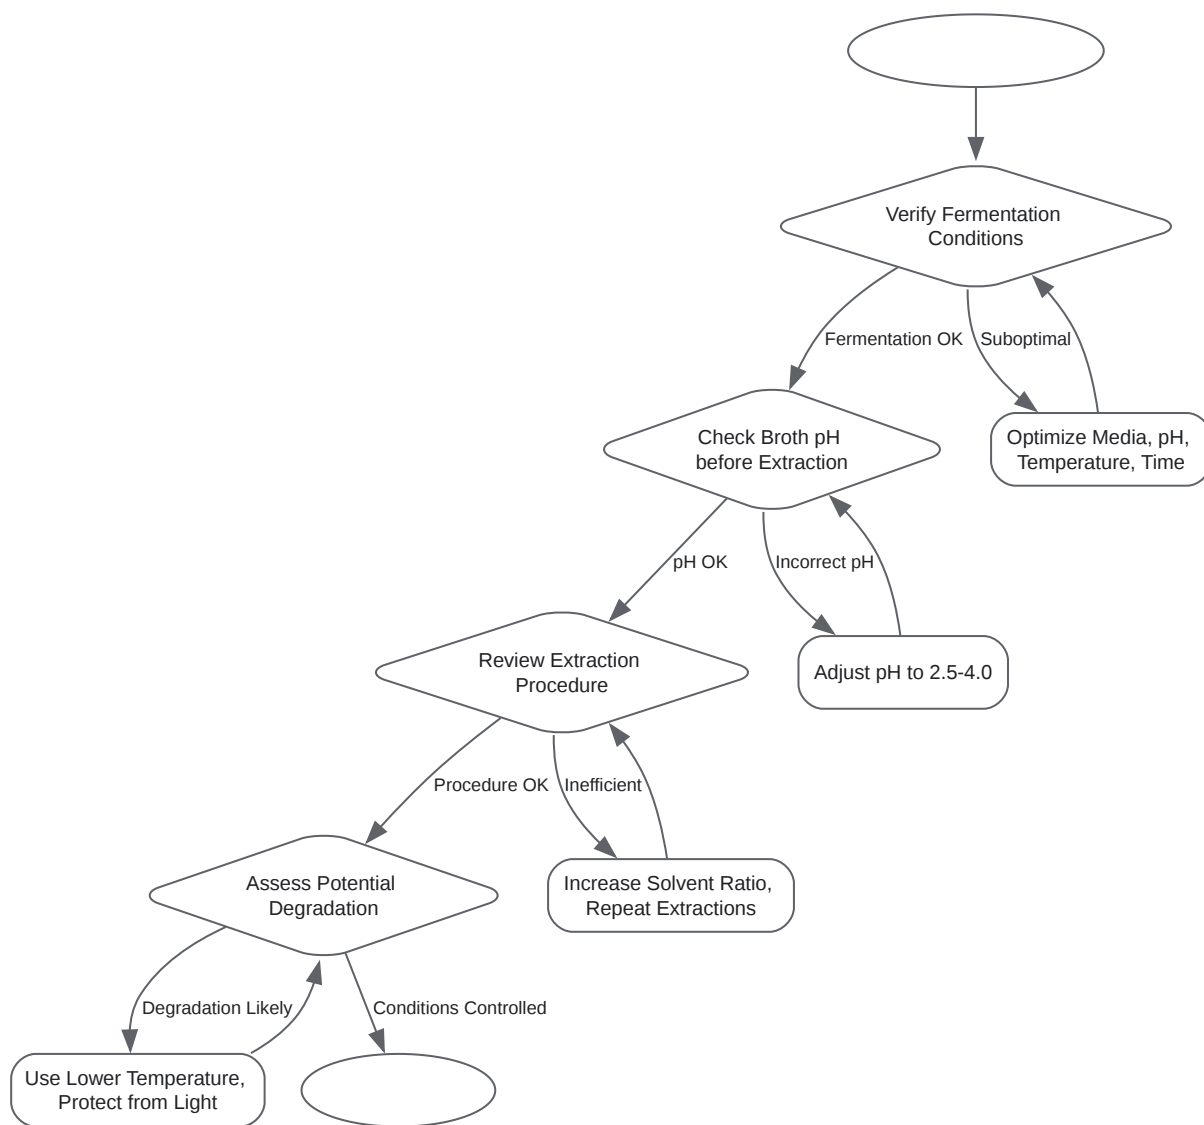 Verify Fermentation
Conditions
Fermentation OK
Suboptimal
Check Broth pH
before Extraction
Optimize Media, pH,
Temperature, Time
pH OK
Incorrect pH
Review Extraction
Procedure
Adjust pH to 2.5-4.0
Procedure OK
Inefficient
Assess Potential
Degradation
Increase Solvent Ratio,
Repeat Extractions
Degradation Likely
Conditions Controlled
Use Lower Temperature,
Protect from Light